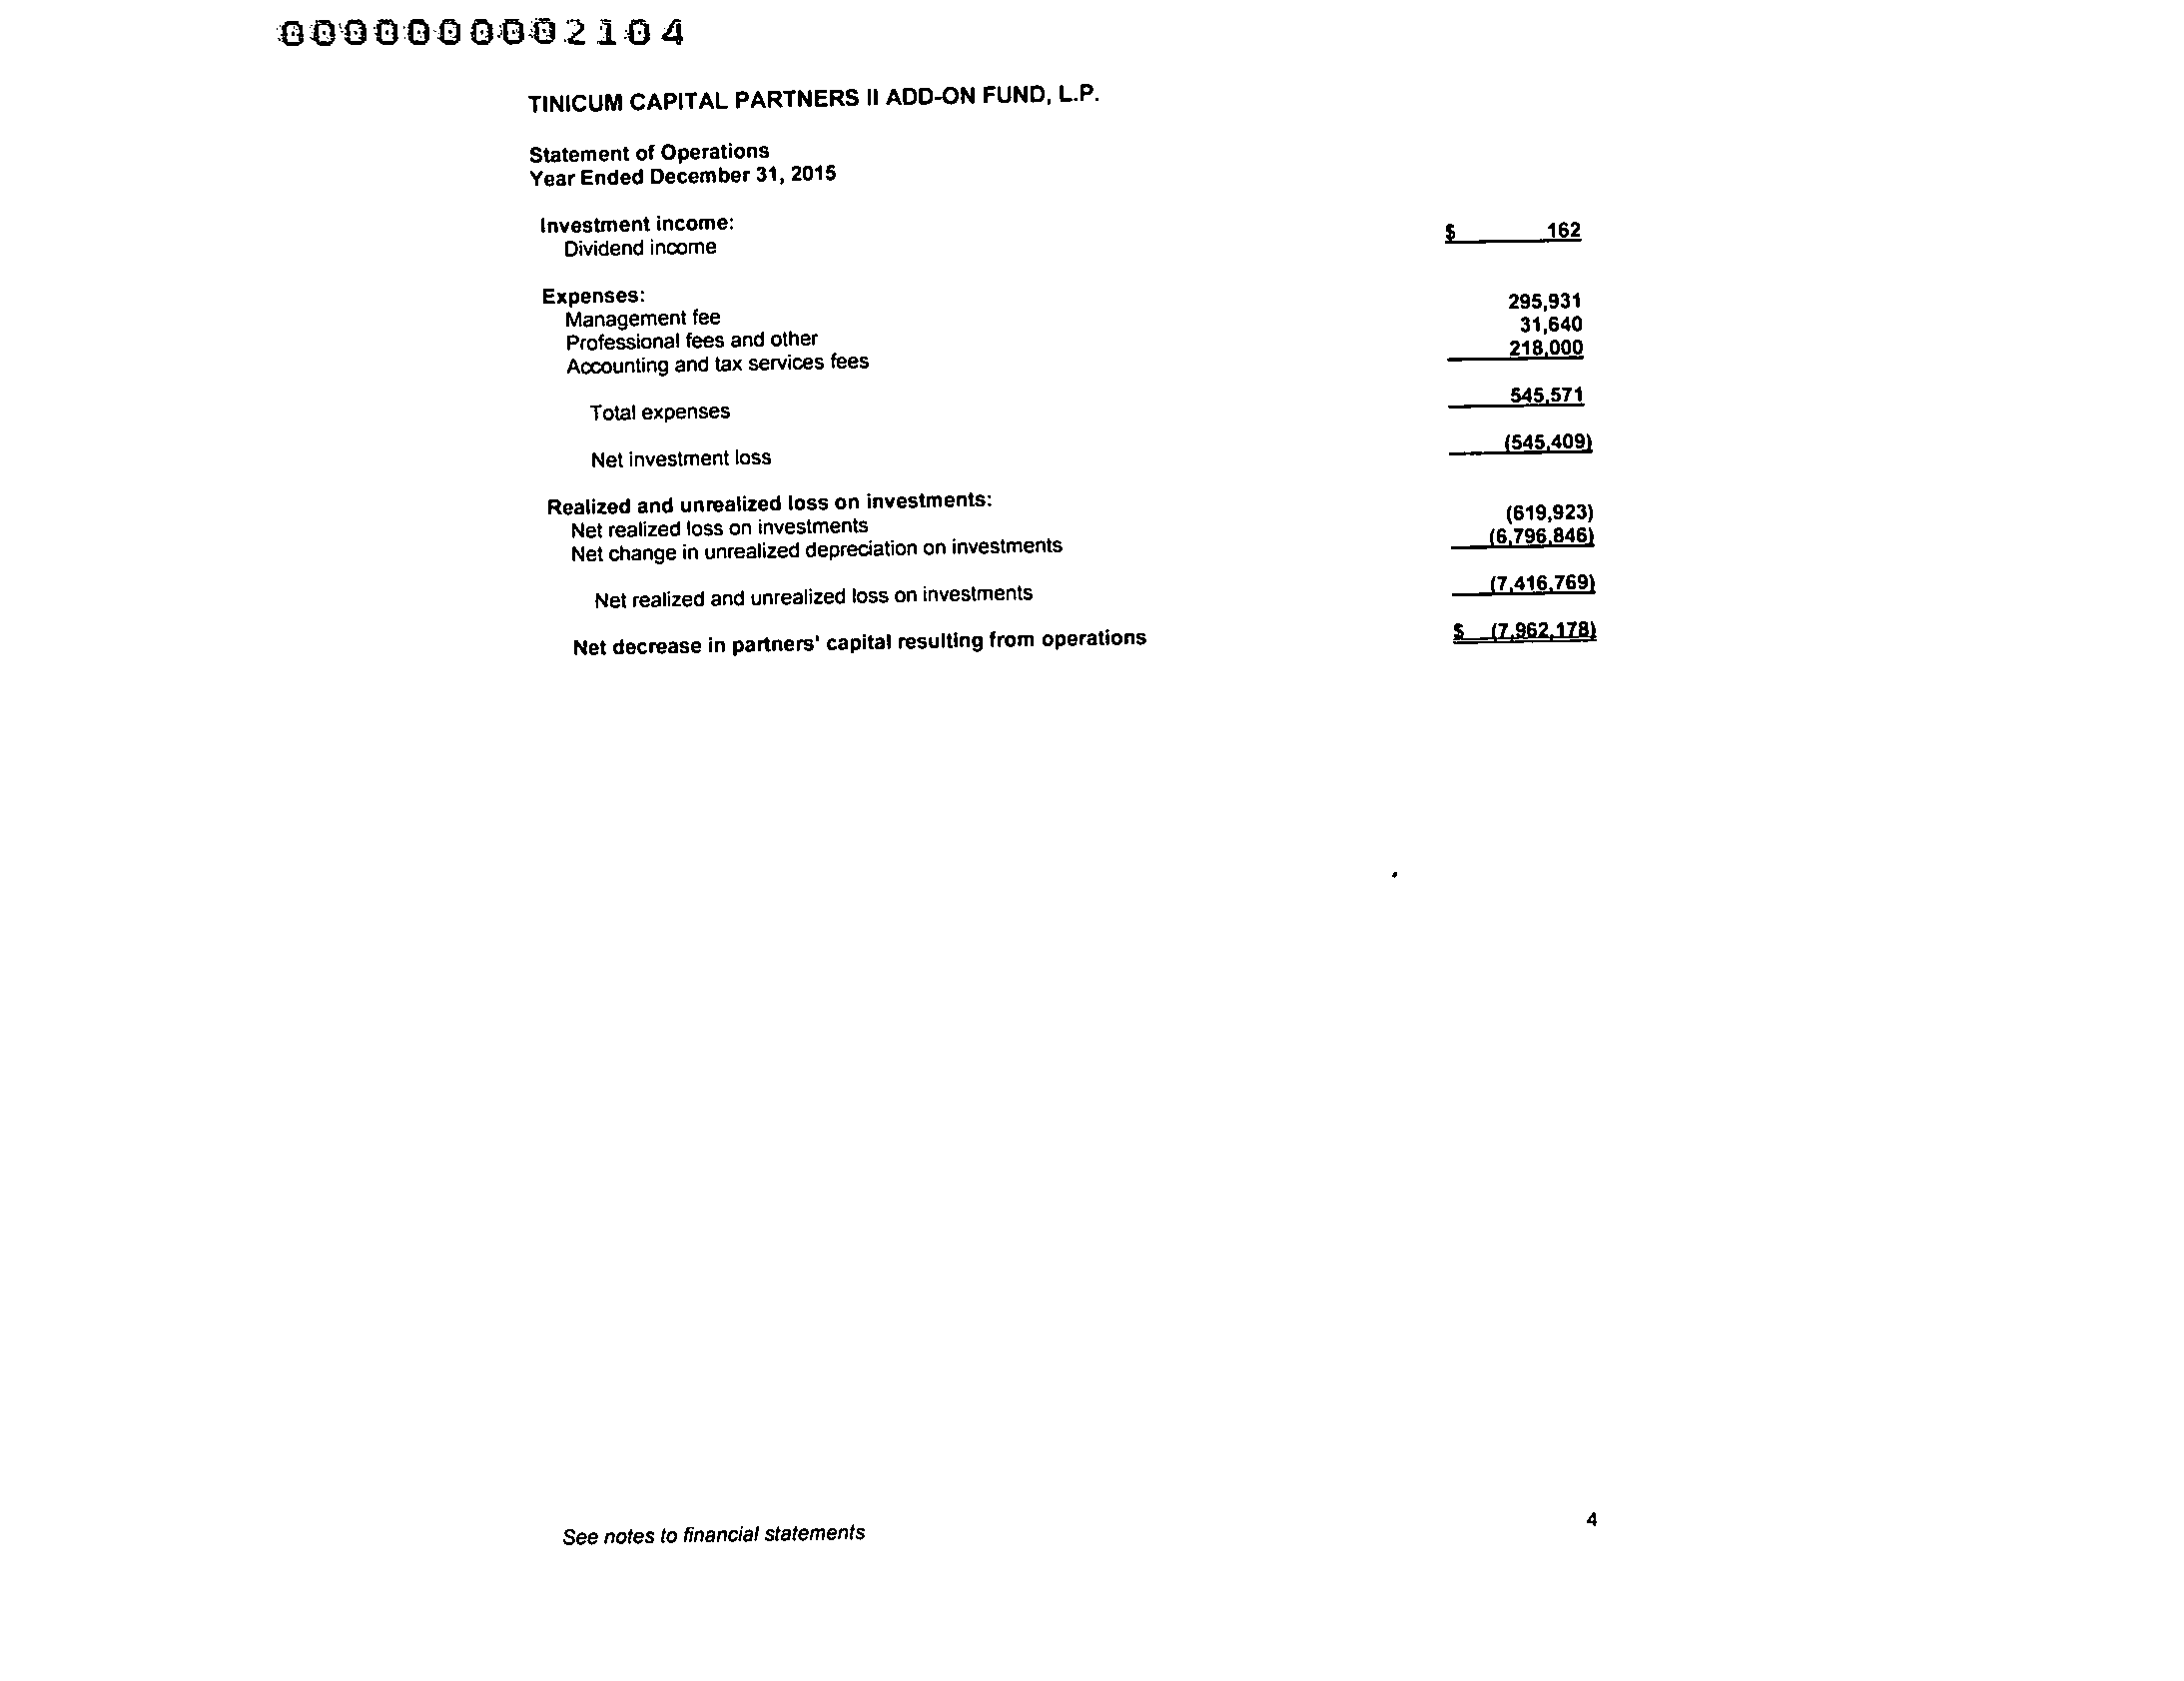 0000000002104
TINICUM CAPITAL PARTNERS II ADD-ON FUND, L.P.
Statement of Operations
Year Ended December 31, 2015
Investment income:
Dividend income $ 162
Expenses:
Management fee 295,931
Professional fees and other 31,640
Accounting and tax services fees 218,000
Total expenses 545,571
Net investment loss (545,409)
Realized and unrealized loss on investments:
Net realized loss on investments (619,923)
Net change in unrealized depreciation on investments (6,796,846)
Net realized and unrealized loss on investments (7,416,769)
Net decrease in partners' capital resulting from operations $ (7,962,178)
See notes to financial statements 4